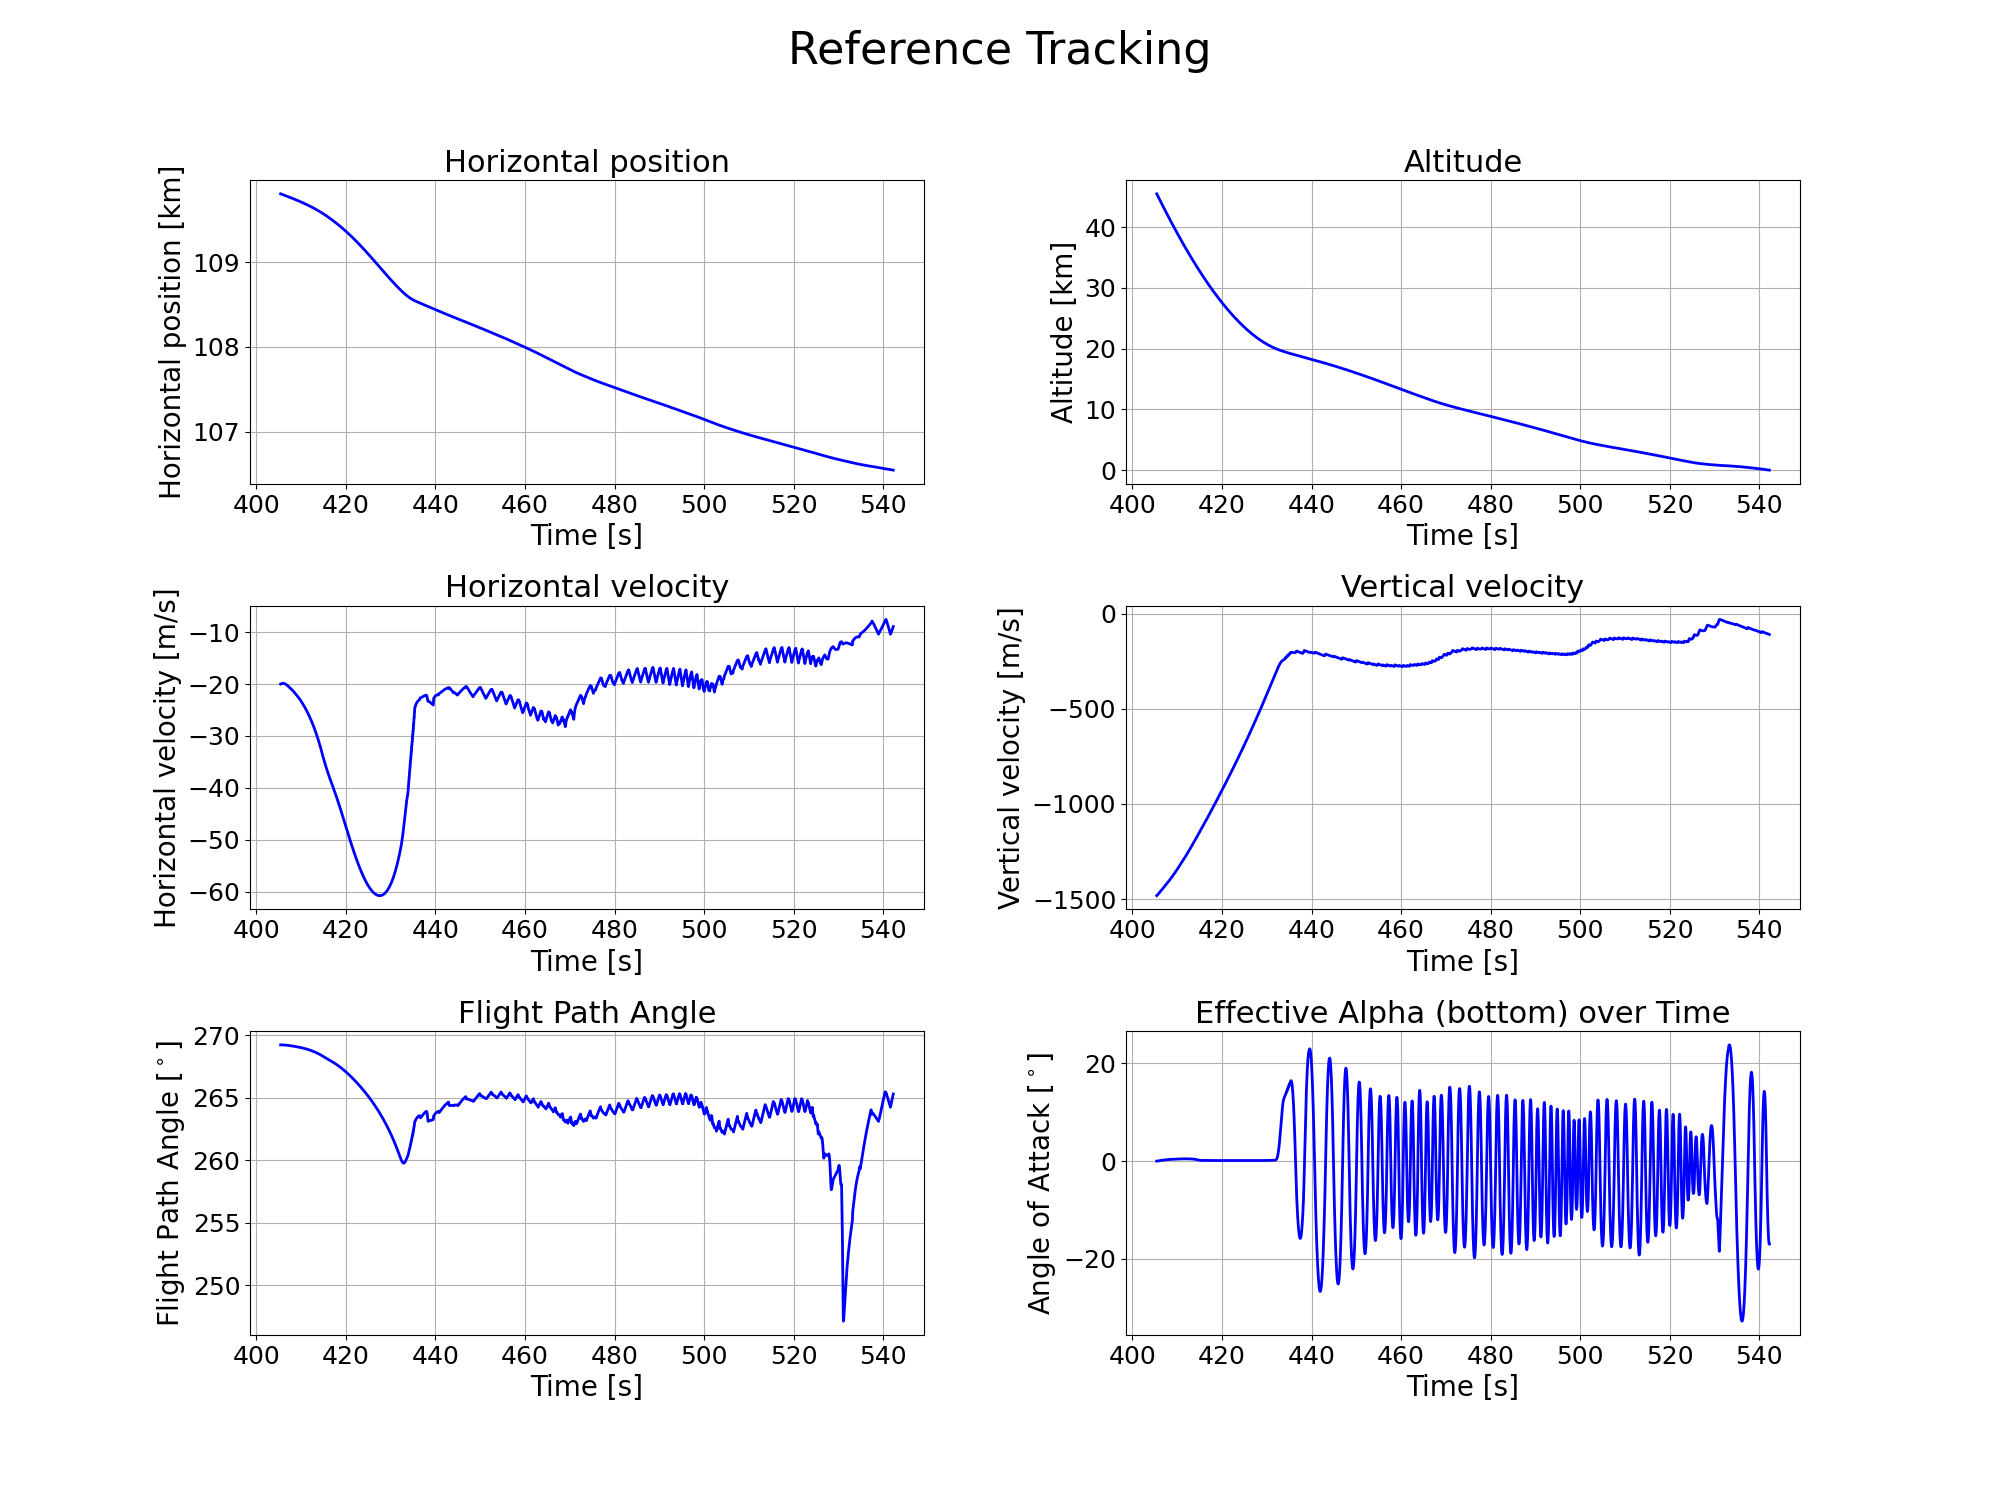 Reference Tracking
Horizontal position
Horizontal position [km]
109
108
107
400 420 440 460 480 500 520 540
Time [s]
Altitude
Altitude [km]
40
30
20
10
0
400 420 440 460 480 500 520 540
Time [s]
Horizontal velocity
Horizontal velocity [m/s]
−10
−20
−30
−40
−50
−60
400 420 440 460 480 500 520 540
Time [s]
Vertical velocity
Vertical velocity [m/s]
0
−500
−1000
−1500
400 420 440 460 480 500 520 540
Time [s]
Flight Path Angle
Flight Path Angle [°]
270
265
260
255
250
400 420 440 460 480 500 520 540
Time [s]
Effective Alpha (bottom) over Time
Angle of Attack [°]
20
0
−20
400 420 440 460 480 500 520 540
Time [s]